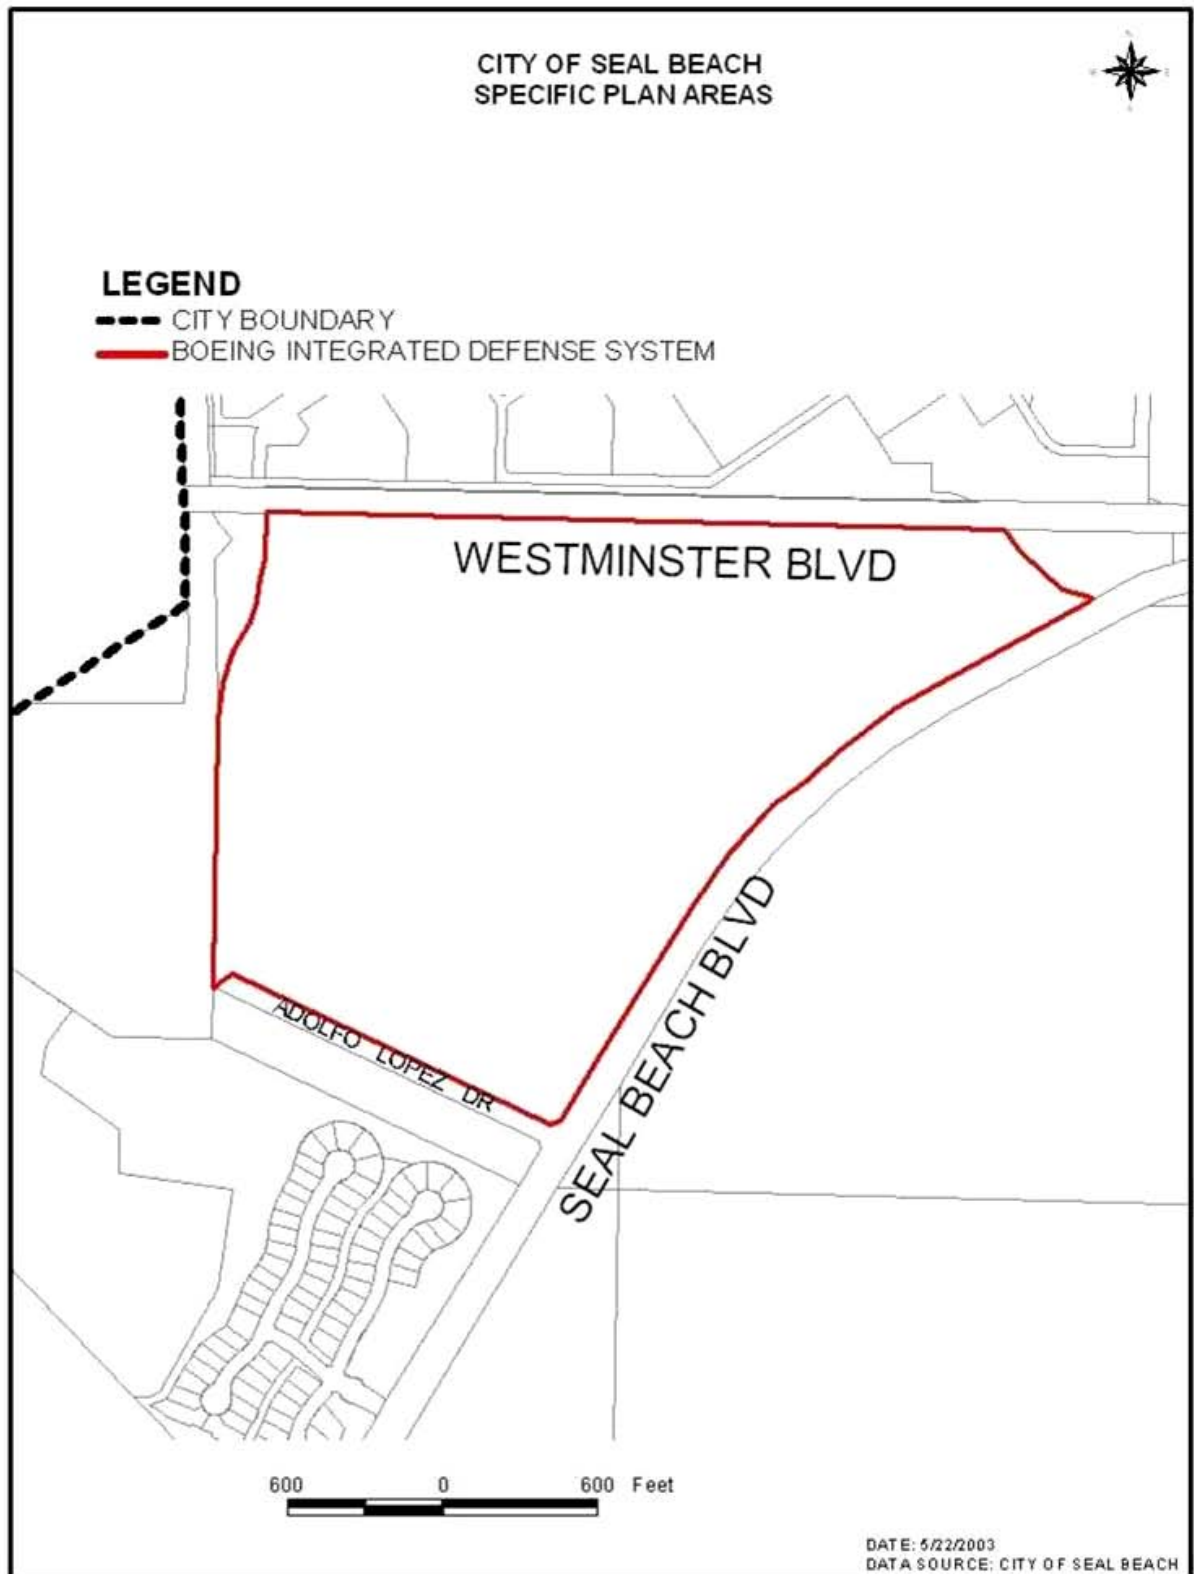 CITY OF SEAL BEACH
SPECIFIC PLAN AREAS
LEGEND
CITY BOUNDARY
BOEING INTEGRATED DEFENSE SYSTEM
WESTMINSTER BLVD
SEAL BEACH BLVD
ADOLFO LOPEZ DR
600 0 600 Feet
DATE: 5/22/2003
DATA SOURCE: CITY OF SEAL BEACH